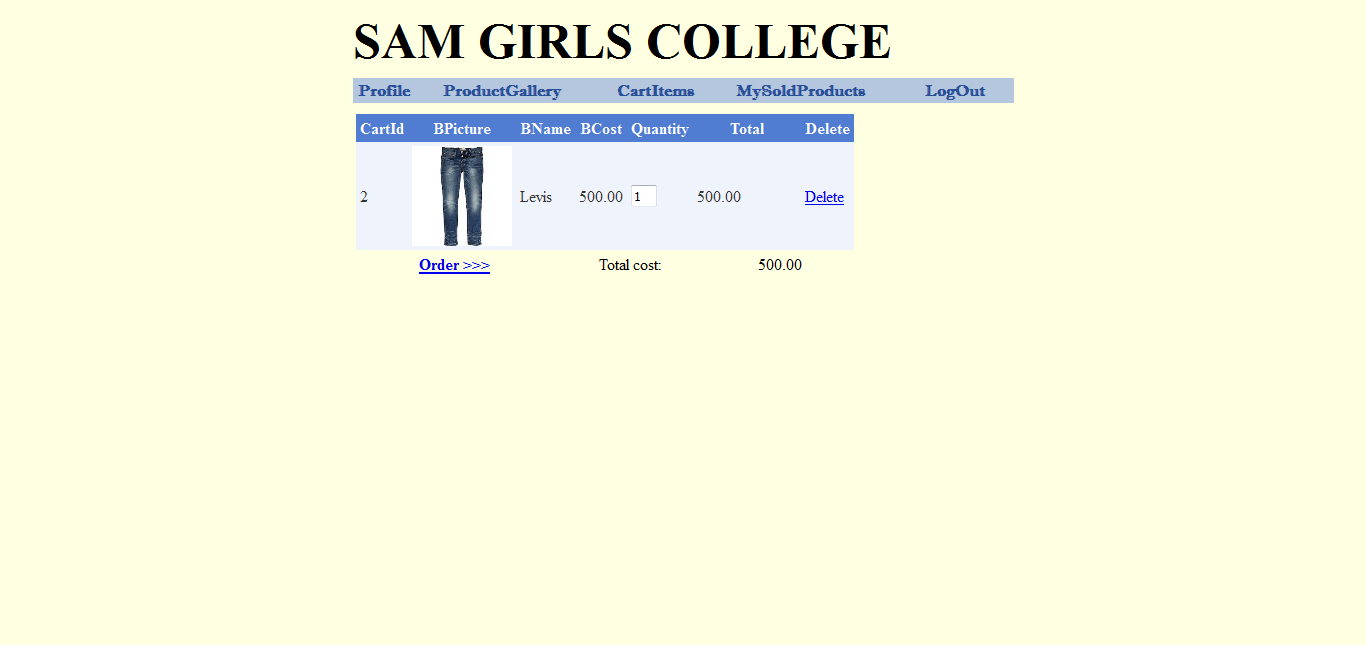 SAM GIRLS COLLEGE
Profile ProductGallery CartItems MySoldProducts LogOut
CartId BPicture BName BCost Quantity Total Delete
2 Levis 500.00 1 500.00 Delete
Order >>> Total cost: 500.00